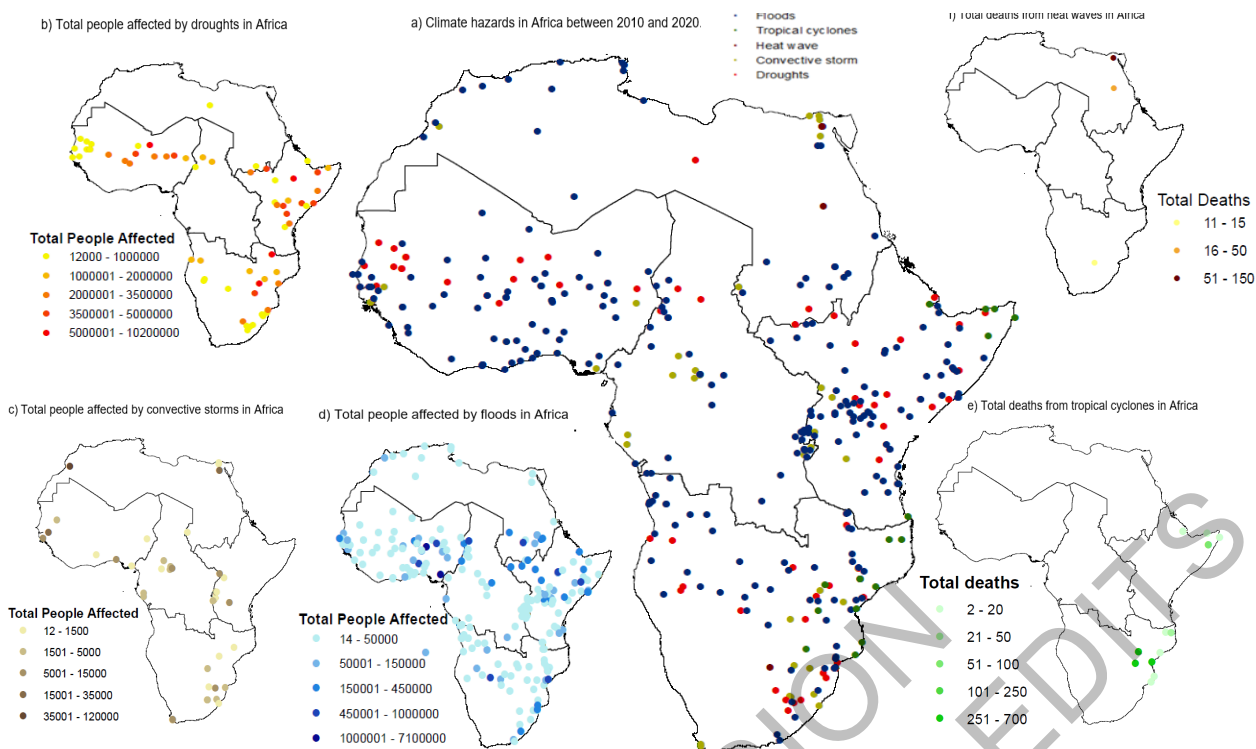 b) Total people affected by droughts in Africa
a) Climate hazards in Africa between 2010 and 2020.
Floods
Tropical cyclones
Heat wave
Convective storm
Droughts
f) Total deaths from heat waves in Africa
Total People Affected
12000 - 1000000
1000001 - 2000000
2000001 - 3500000
3500001 - 5000000
5000001 - 10200000
Total Deaths
11 - 15
16 - 50
51 - 150
c) Total people affected by convective storms in Africa
d) Total people affected by floods in Africa
e) Total deaths from tropical cyclones in Africa
Total People Affected
12 - 1500
1501 - 5000
5001 - 15000
15001 - 35000
35001 - 120000
Total People Affected
14 - 50000
50001 - 150000
150001 - 450000
450001 - 1000000
1000001 - 7100000
Total deaths
2 - 20
21 - 50
51 - 100
101 - 250
251 - 700
ION
EDITS